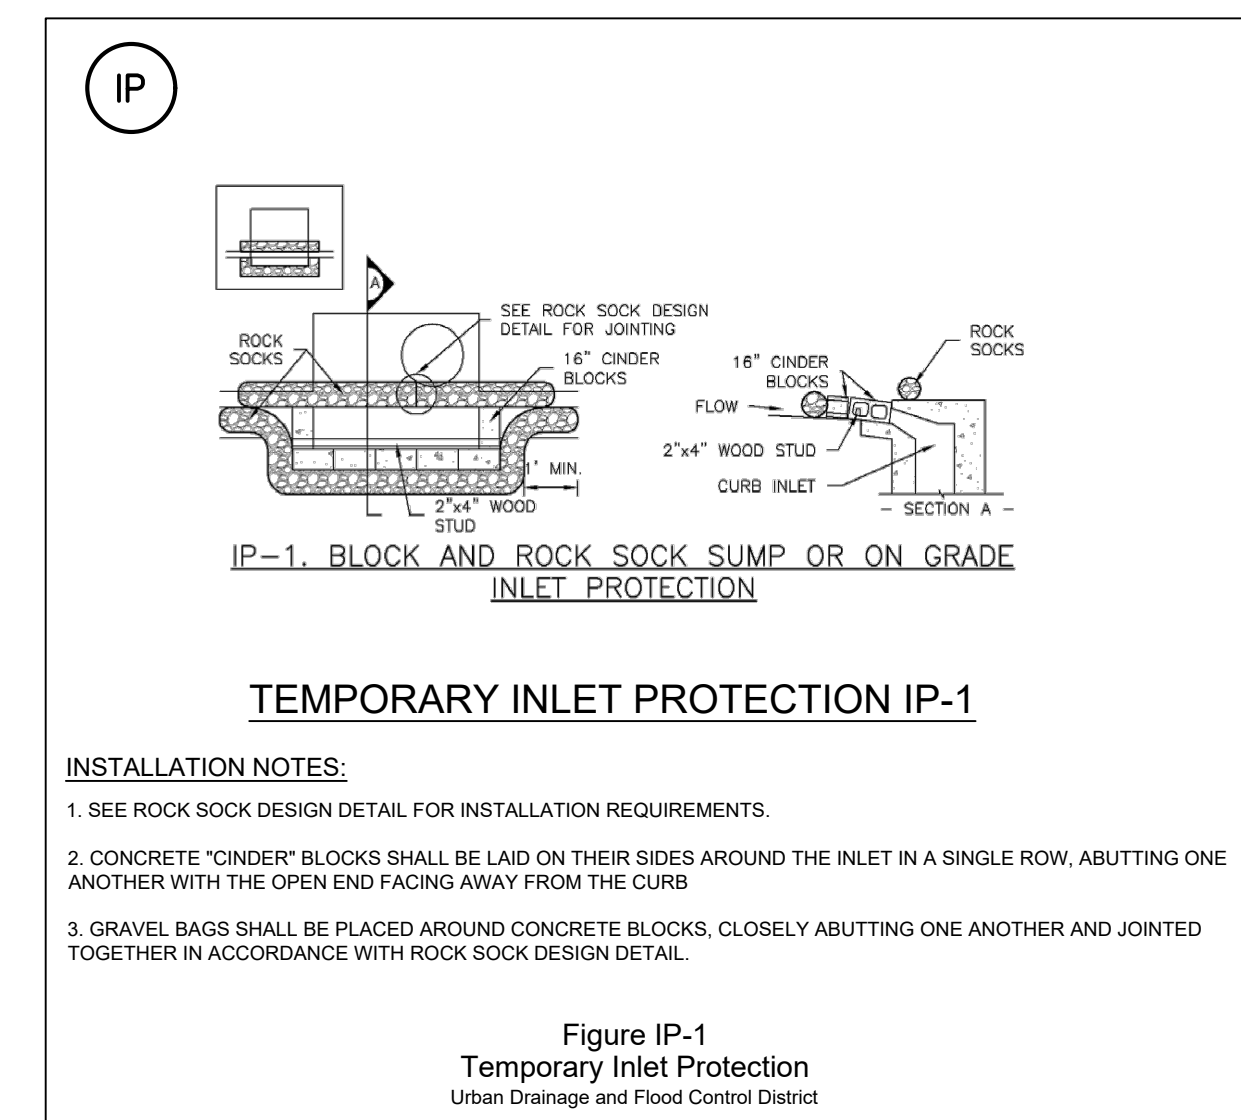 IP
A
SEE ROCK SOCK DESIGN
DETAIL FOR JOINTING
ROCK
SOCKS
16" CINDER
BLOCKS
1' MIN.
2"x4" WOOD
STUD
ROCK
SOCKS
16" CINDER
BLOCKS
FLOW
2"x4" WOOD STUD
CURB INLET
- SECTION A -
IP-1. BLOCK AND ROCK SOCK SUMP OR ON GRADE
INLET PROTECTION
TEMPORARY INLET PROTECTION IP-1
INSTALLATION NOTES:
1. SEE ROCK SOCK DESIGN DETAIL FOR INSTALLATION REQUIREMENTS.
2. CONCRETE "CINDER" BLOCKS SHALL BE LAID ON THEIR SIDES AROUND THE INLET IN A SINGLE ROW, ABUTTING ONE
ANOTHER WITH THE OPEN END FACING AWAY FROM THE CURB
3. GRAVEL BAGS SHALL BE PLACED AROUND CONCRETE BLOCKS, CLOSELY ABUTTING ONE ANOTHER AND JOINTED
TOGETHER IN ACCORDANCE WITH ROCK SOCK DESIGN DETAIL.
Figure IP-1
Temporary Inlet Protection
Urban Drainage and Flood Control District